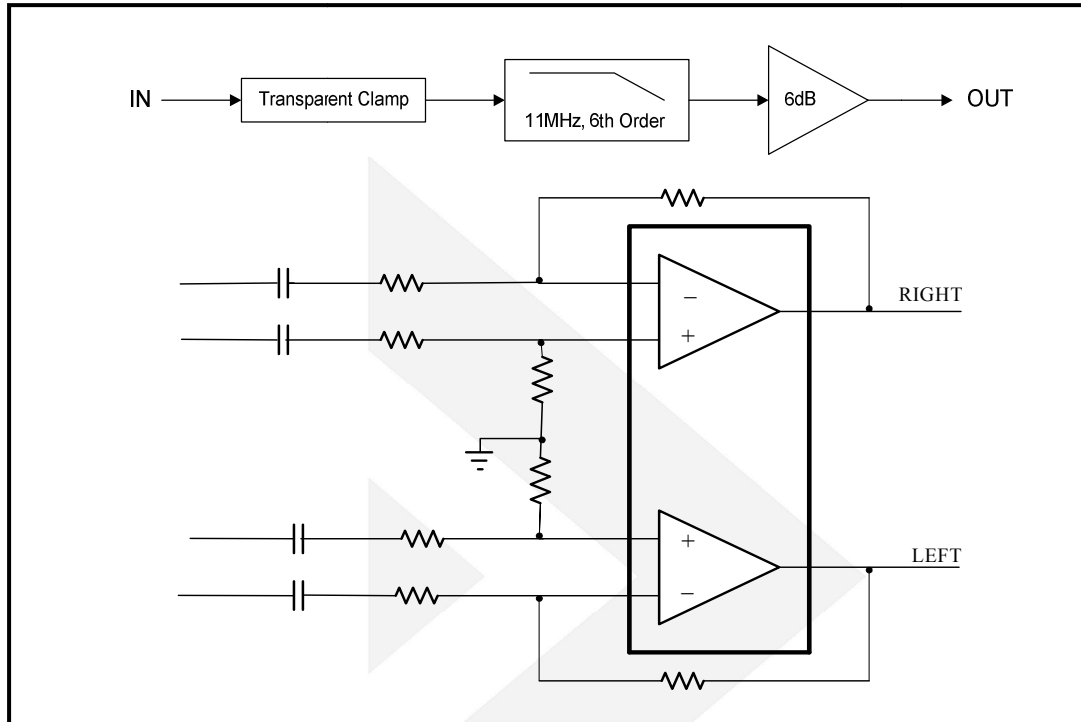 IN
Transparent Clamp
11MHz, 6th Order
6dB
OUT
−
+
RIGHT
+
−
LEFT